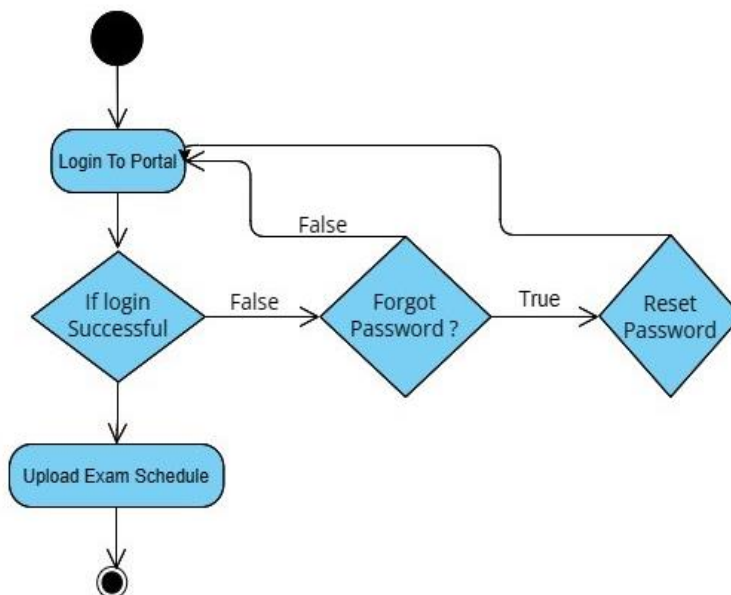 Login To Portal
False
If login
Successful
False
Forgot
Password ?
True
Reset
Password
Upload Exam Schedule